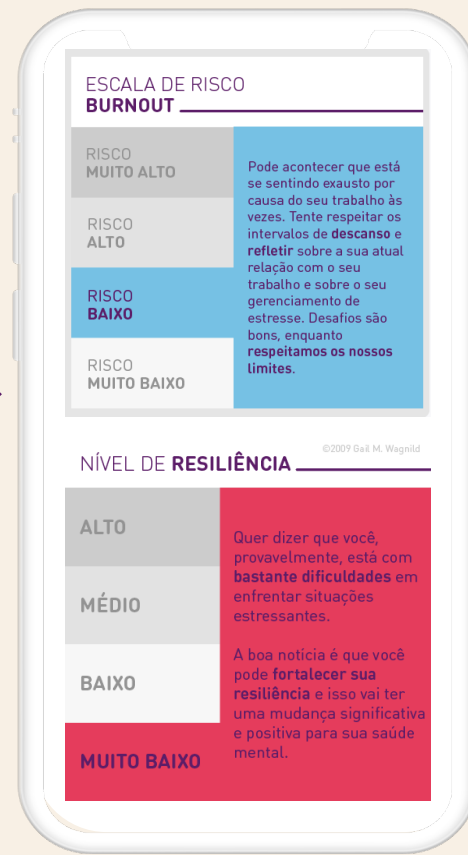 ESCALA DE RISCO
BURNOUT
RISCO
MUITO ALTO
RISCO
ALTO
RISCO
BAIXO
RISCO
MUITO BAIXO
Pode acontecer que está
se sentindo exausto por
causa do seu trabalho às
vezes. Tente respeitar os
intervalos de descanso e
refletir sobre a sua atual
relação com o seu
trabalho e sobre o seu
gerenciamento de
estresse. Desafios são
bons, enquanto
respeitamos os nossos
limites.
©2009 Gail M. Wagnild
NÍVEL DE RESILIÊNCIA
ALTO
MÉDIO
BAIXO
MUITO BAIXO
Quer dizer que você,
provavelmente, está com
bastante dificuldades em
enfrentar situações
estressantes.
A boa notícia é que você
pode fortalecer sua
resiliência e isso vai ter
uma mudança significativa
e positiva para sua saúde
mental.